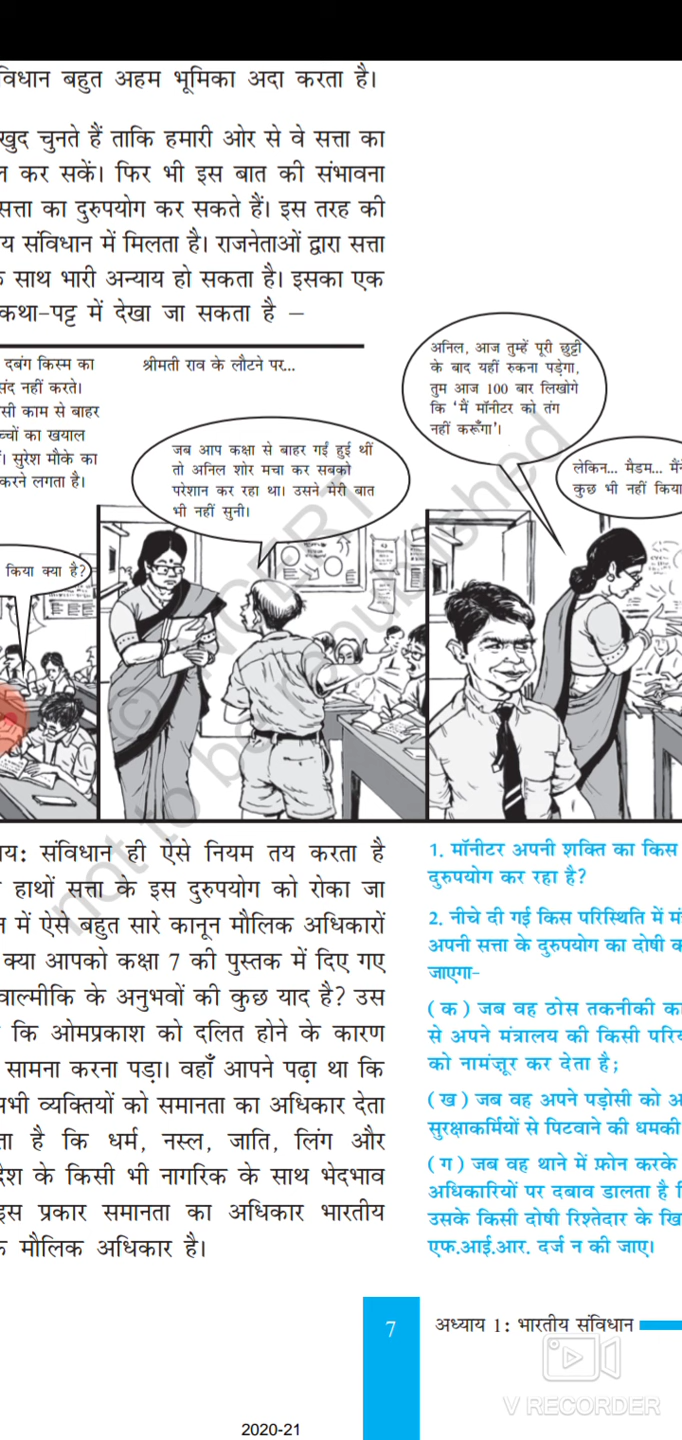 विधान बहुत अहम भूमिका अदा करता है।
खुद चुनते हैं ताकि हमारी ओर से वे सत्ता का
कर सकें। फिर भी इस बात की संभावना
सत्ता का दुरुपयोग कर सकते हैं। इस तरह की
य संविधान में मिलता है। राजनेताओं द्वारा सत्ता
साथ भारी अन्याय हो सकता है। इसका एक
कथा-पट्ट में देखा जा सकता है –
दबंग किस्म का
संद नहीं करते।
सी काम से बाहर
च्चों का खयाल
। सुरेश मौके का
करने लगता है।
किया क्या है?
श्रीमती राव के लौटने पर...
जब आप कक्षा से बाहर गईं हुई थीं
तो अनिल शोर मचा कर सबको
परेशान कर रहा था। उसने मेरी बात
भी नहीं सुनी।
अनिल, आज तुम्हें पूरी छुट्टी
के बाद यहीं रुकना पड़ेगा,
तुम आज 100 बार लिखोगे
कि ‘मैं मॉनीटर को तंग
नहीं करूँगा’।
लेकिन... मैडम... मैंने
कुछ भी नहीं किया
© NCERT
not to be republished
यः संविधान ही ऐसे नियम तय करता है
हाथों सत्ता के इस दुरुपयोग को रोका जा
में ऐसे बहुत सारे कानून मौलिक अधिकारों
क्या आपको कक्षा 7 की पुस्तक में दिए गए
वाल्मीकि के अनुभवों की कुछ याद है? उस
कि ओमप्रकाश को दलित होने के कारण
सामना करना पड़ा। वहाँ आपने पढ़ा था कि
सभी व्यक्तियों को समानता का अधिकार देता
ता है कि धर्म, नस्ल, जाति, लिंग और
देश के किसी भी नागरिक के साथ भेदभाव
इस प्रकार समानता का अधिकार भारतीय
मौलिक अधिकार है।
1. मॉनीटर अपनी शक्ति का किस
दुरुपयोग कर रहा है?
2. नीचे दी गई किस परिस्थिति में मं
अपनी सत्ता के दुरुपयोग का दोषी क
जाएगा-
( क ) जब वह ठोस तकनीकी का
से अपने मंत्रालय की किसी परिय
को नामंज़ूर कर देता है;
( ख ) जब वह अपने पड़ोसी को अ
सुरक्षाकर्मियों से पिटवाने की धमकी
( ग ) जब वह थाने में फ़ोन करके
अधिकारियों पर दबाव डालता है
उसके किसी दोषी रिश्तेदार के खि
एफ.आई.आर. दर्ज न की जाए।
7
अध्याय 1: भारतीय संविधान
V RECORDER
2020-21